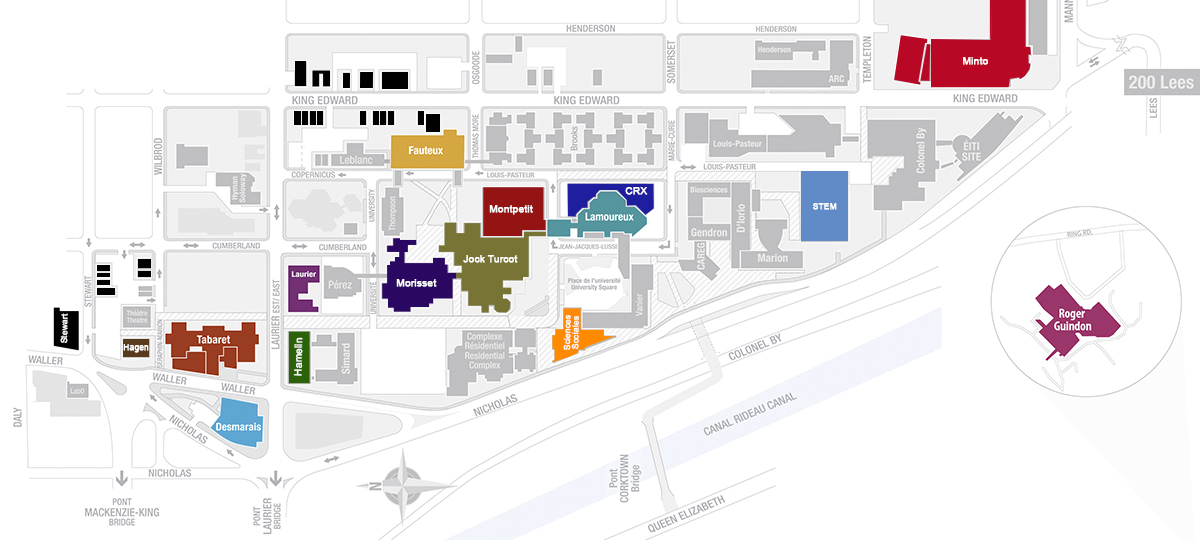 HENDERSON
HENDERSON
MANN
OSGOODE
SOMERSET
TEMPLETON
Henderson
ARC
Minto
200 Lees
LEES
KING EDWARD
KING EDWARD
KING EDWARD
WILBROD
THOMAS MORE
MARIE-CURIE
Fauteux
Leblanc
Brooks
Louis-Pasteur
Colonel By
ÉITI
SITE
COPERNICUS
LOUIS-PASTEUR
LOUIS-PASTEUR
Hyman
Soloway
UNIVERSITY
Thompson
Montpetit
CRX
Lamoureux
Biosciences
Gendron
D'Iorio
STEM
CUMBERLAND
CUMBERLAND
JEAN-JACQUES-LUSSIER
CAREG
Marion
Jock Turcot
Laurier
Pérez
Morisset
UNIVERSITÉ
Place de l'université
University Square
Vanier
RING RD.
Roger
Guindon
STEWART
Stewart
Théâtre
Theatre
SÉRAPHIN-MARION
LAURIER EST/ EAST
Hagen
Tabaret
Hamelin
Simard
Complexe
Résidentiel
Residential
Complex
Sciences
Sociales
COLONEL BY
WALLER
WALLER
WALLER
LabO
DALY
NICHOLAS
Desmarais
NICHOLAS
CANAL RIDEAU CANAL
NICHOLAS
N
Pont
CORKTOWN
Bridge
PONT
MACKENZIE-KING
BRIDGE
PONT
LAURIER
BRIDGE
QUEEN ELIZABETH